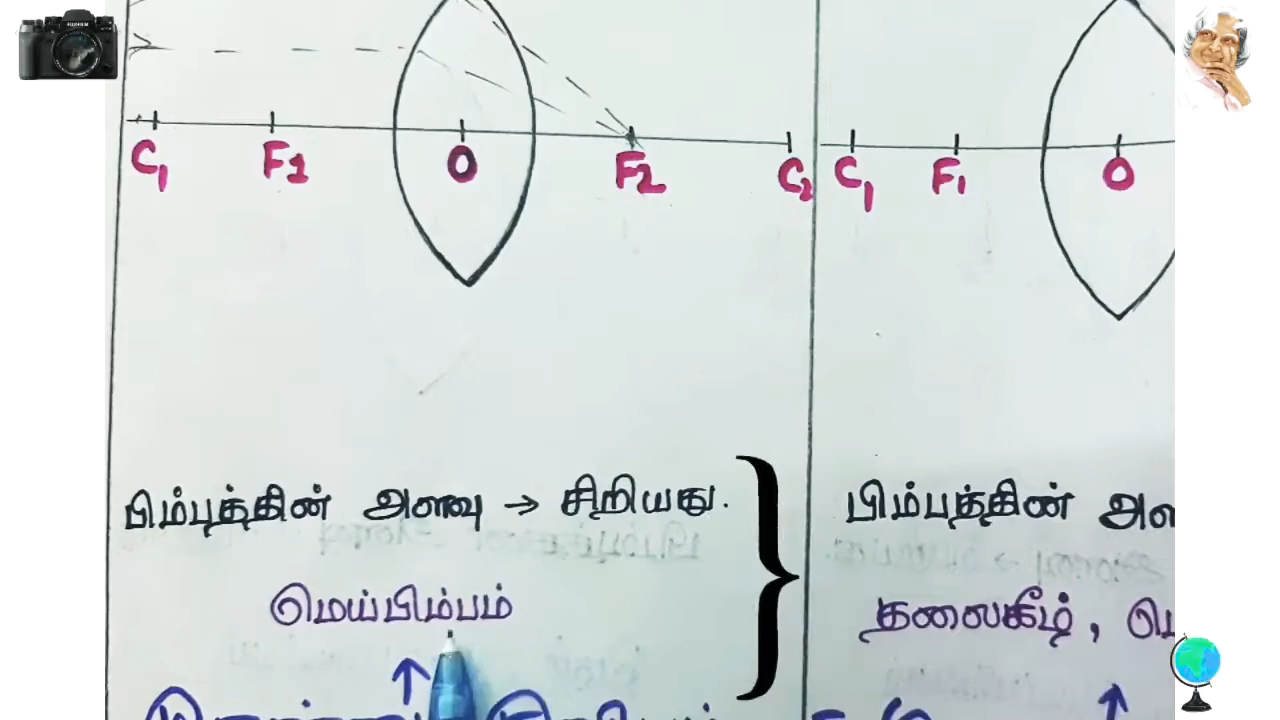 C₁ F1 O F2 C₂
C₁ F₁ O
பிம்பத்தின் அளவு → சிறியது.
மெய்பிம்பம்
பிம்பத்தின்
தலைகீழ்,